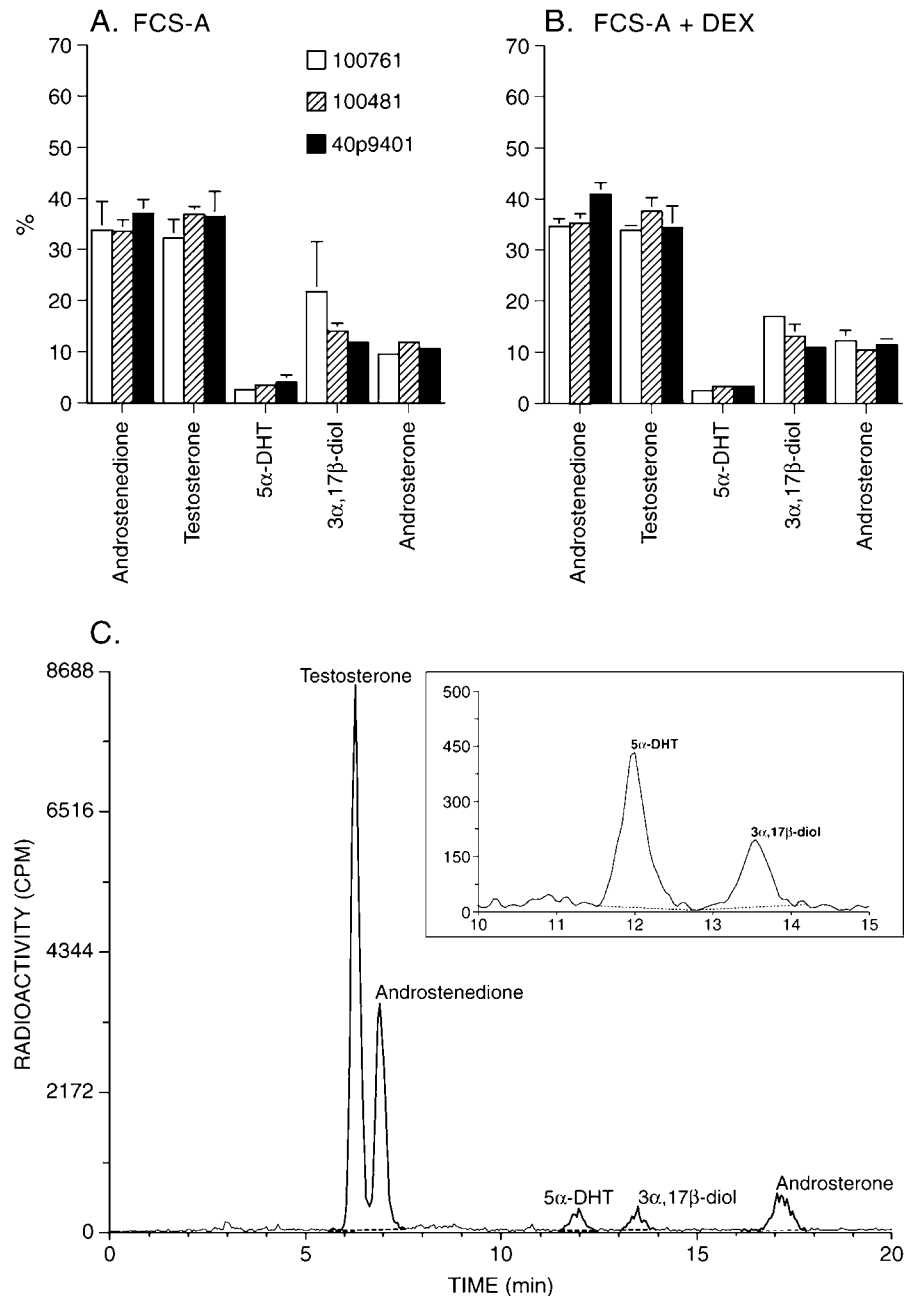 A. FCS-A
B. FCS-A + DEX
70
60
50
40
30
20
10
0
%
100761
100481
40p9401
Androstenedione
Testosterone
5α-DHT
3α,17β-diol
Androsterone
70
60
50
40
30
20
10
0
Androstenedione
Testosterone
5α-DHT
3α,17β-diol
Androsterone
C.
8688
6516
4344
2172
0
RADIOACTIVITY (CPM)
Testosterone
Androstenedione
5α-DHT
3α,17β-diol
Androsterone
0 5 10 15 20
TIME (min)
500
450
300
150
0
5α-DHT
3α,17β-diol
10 11 12 13 14 15